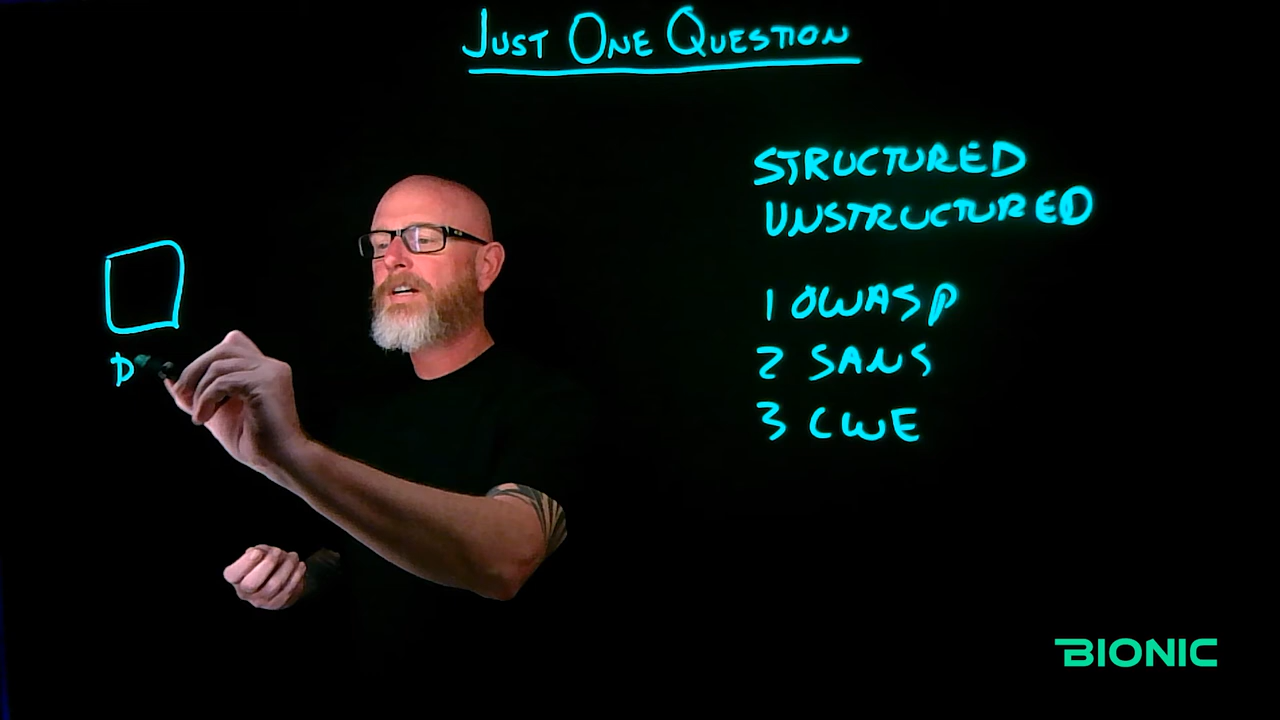 Just One Question
STRUCTURED
UNSTRUCTURED
1 OWASP
2 SANS
3 CWE
D
BIONIC